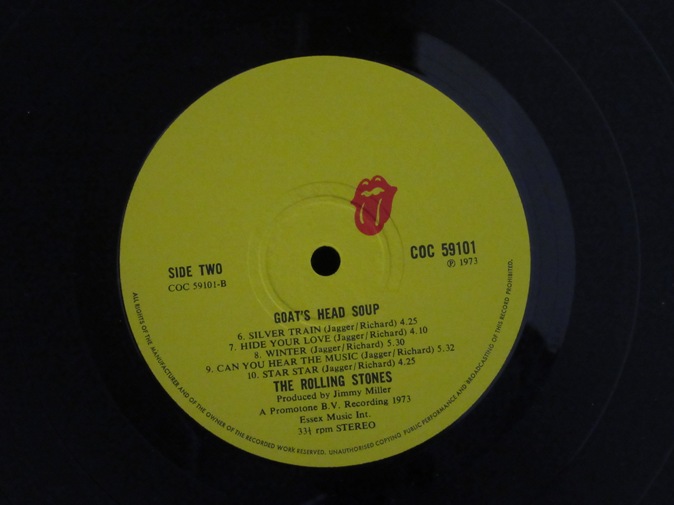 SIDE TWO
COC 59101-B
COC 59101
℗ 1973
GOAT'S HEAD SOUP
6. SILVER TRAIN (Jagger/Richard) 4.25
7. HIDE YOUR LOVE (Jagger/Richard) 4.10
8. WINTER (Jagger/Richard) 5.30
9. CAN YOU HEAR THE MUSIC (Jagger/Richard) 5.32
10. STAR STAR (Jagger/Richard) 4.25
THE ROLLING STONES
Produced by Jimmy Miller
A Promotone B.V. Recording 1973
Essex Music Int.
33⅓ rpm STEREO
ALL RIGHTS OF THE MANUFACTURER AND OF THE OWNER OF THE RECORDED WORK RESERVED. UNAUTHORISED COPYING PUBLIC PERFORMANCE AND BROADCASTING OF THIS RECORD PROHIBITED.